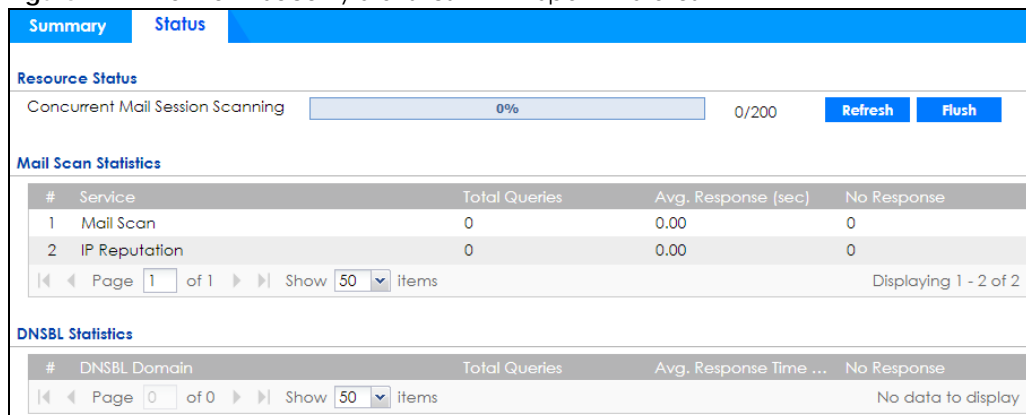 Summary Status
Resource Status
Concurrent Mail Session Scanning 0% 0/200 Refresh Flush
Mail Scan Statistics
# Service Total Queries Avg. Response (sec) No Response
1 Mail Scan 0 0.00 0
2 IP Reputation 0 0.00 0
Page 1 of 1 Show 50 items Displaying 1 - 2 of 2
DNSBL Statistics
# DNSBL Domain Total Queries Avg. Response Time ... No Response
Page 0 of 0 Show 50 items No data to display